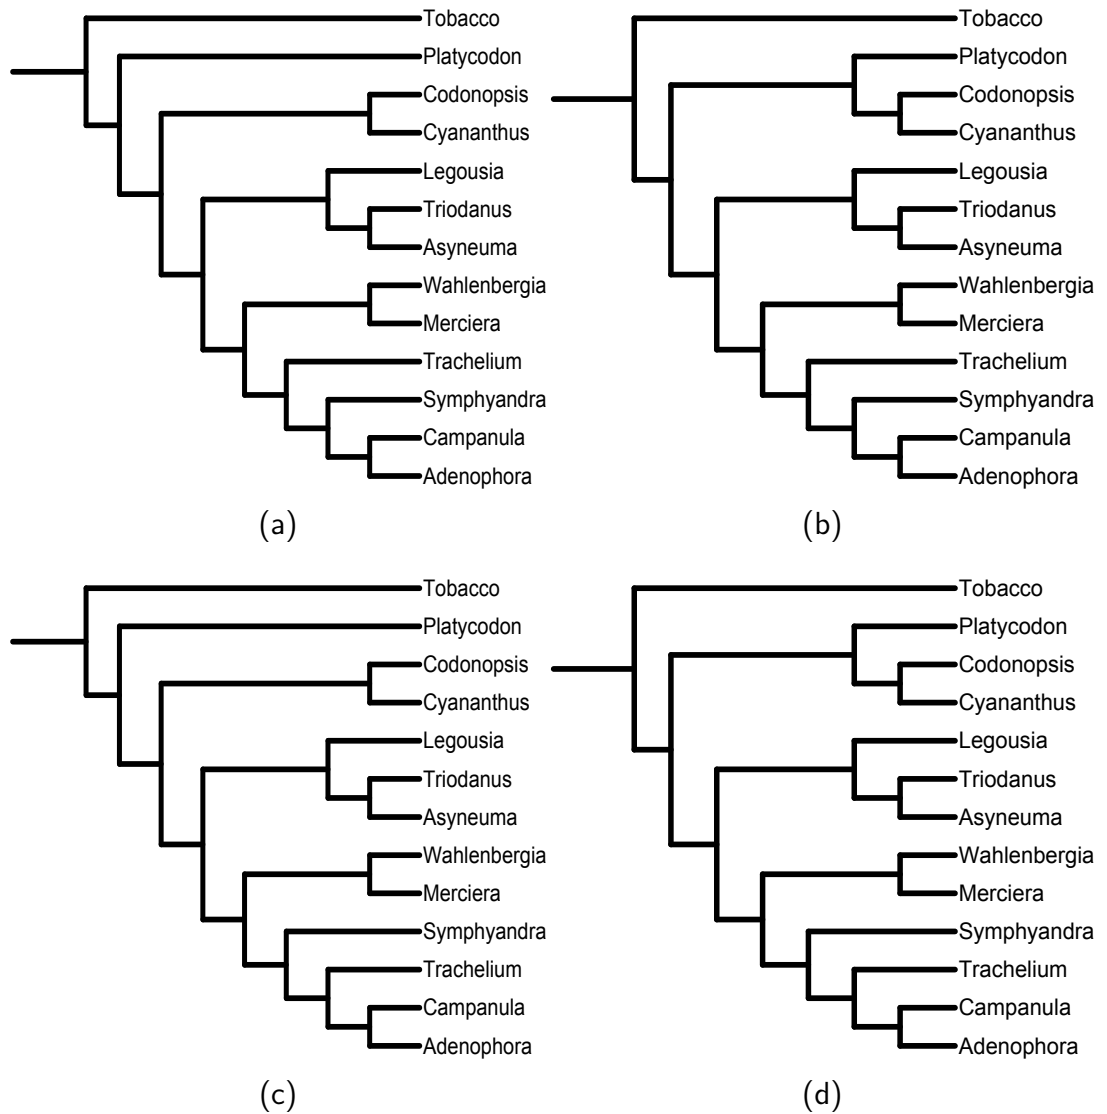 Tobacco
Platycodon
Codonopsis
Cyananthus
Legousia
Triodanus
Asyneuma
Wahlenbergia
Merciera
Trachelium
Symphyandra
Campanula
Adenophora
(a)
Tobacco
Platycodon
Codonopsis
Cyananthus
Legousia
Triodanus
Asyneuma
Wahlenbergia
Merciera
Trachelium
Symphyandra
Campanula
Adenophora
(b)
Tobacco
Platycodon
Codonopsis
Cyananthus
Legousia
Triodanus
Asyneuma
Wahlenbergia
Merciera
Symphyandra
Trachelium
Campanula
Adenophora
(c)
Tobacco
Platycodon
Codonopsis
Cyananthus
Legousia
Triodanus
Asyneuma
Wahlenbergia
Merciera
Symphyandra
Trachelium
Campanula
Adenophora
(d)